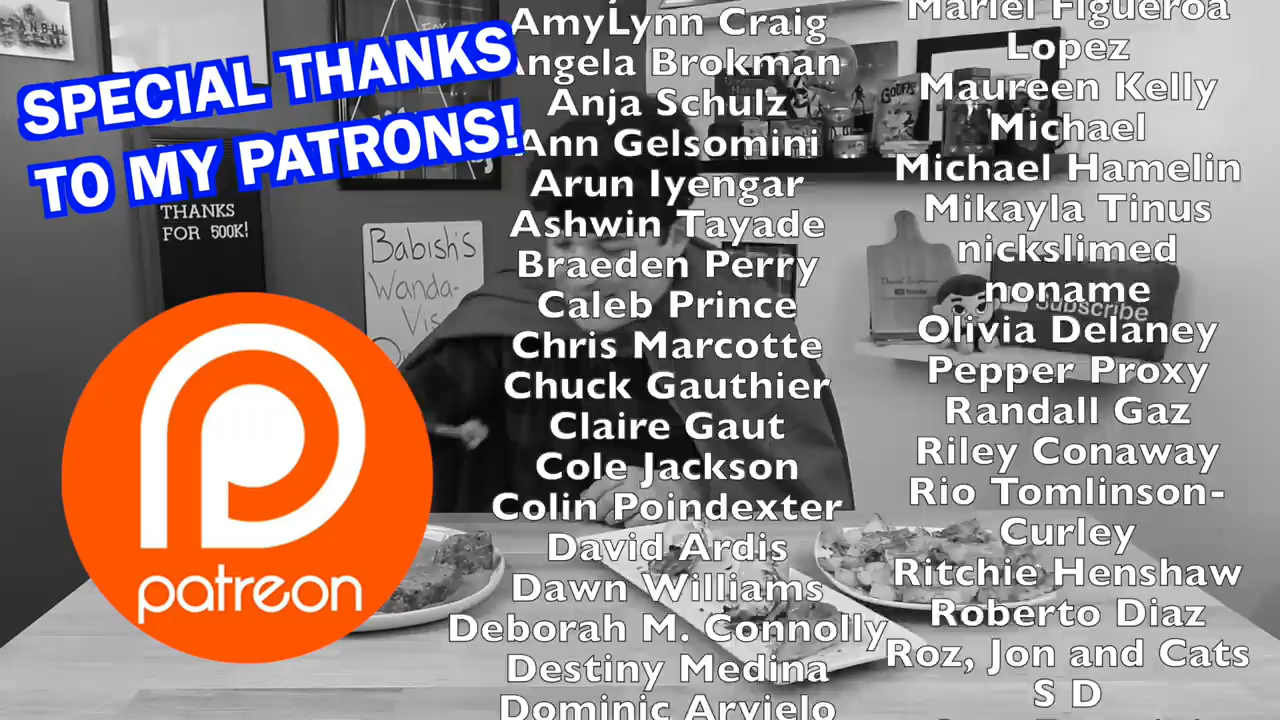 SPECIAL THANKS
TO MY PATRONS!
THANKS
FOR 500K!
Babish's
Wanda-
Vis
patreon
AmyLynn Craig
Angela Brokman
Anja Schulz
Ann Gelsomini
Arun Iyengar
Ashwin Tayade
Braeden Perry
Caleb Prince
Chris Marcotte
Chuck Gauthier
Claire Gaut
Cole Jackson
Colin Poindexter
David Ardis
Dawn Williams
Deborah M. Connolly
Destiny Medina
Dominic Arvielo
Mariel Figueroa
Lopez
Maureen Kelly
Michael
Michael Hamelin
Mikayla Tinus
nickslimed
noname
Olivia Delaney
Pepper Proxy
Randall Gaz
Riley Conaway
Rio Tomlinson-
Curley
Ritchie Henshaw
Roberto Diaz
Roz, Jon and Cats
S D
Subscribe